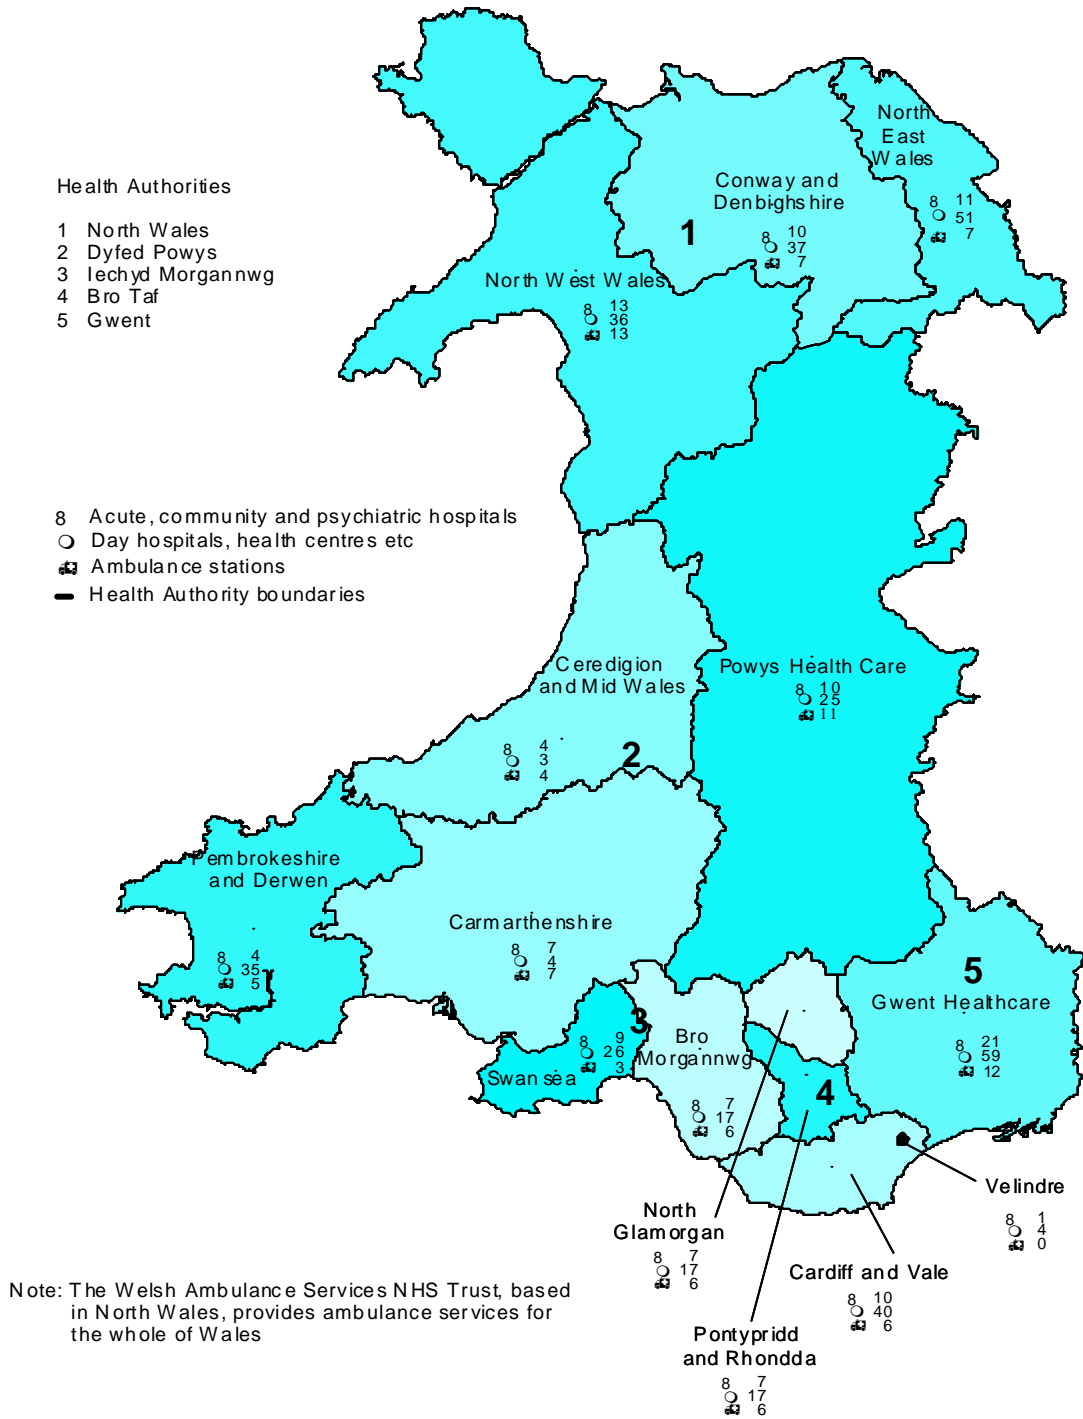 North
East
Wales
Health Authorities
1 North Wales
2 Dyfed Powys
3 Iechyd Morgannwg
4 Bro Taf
5 Gwent
Conway and
Denbighshire
1
8 10
37
7
8 11
51
7
North West Wales
8 13
36
13
8 Acute, community and psychiatric hospitals
Day hospitals, health centres etc
Ambulance stations
Health Authority boundaries
Ceredigion
and Mid Wales
8 4
3
4
2
Powys Health Care
8 10
25
11
Pembrokeshire
and Derwen
8 4
35
5
Carmarthenshire
8 7
4
7
5
Gwent Healthcare
8 21
59
12
3
8 9
26
3
Swansea
Bro
Morgannwg
8 7
17
6
4
Velindre
8 1
4
0
North
Glamorgan
8 7
17
6
Cardiff and Vale
8 10
40
6
Pontypridd
and Rhondda
8 7
17
6
Note: The Welsh Ambulance Services NHS Trust, based
in North Wales, provides ambulance services for
the whole of Wales